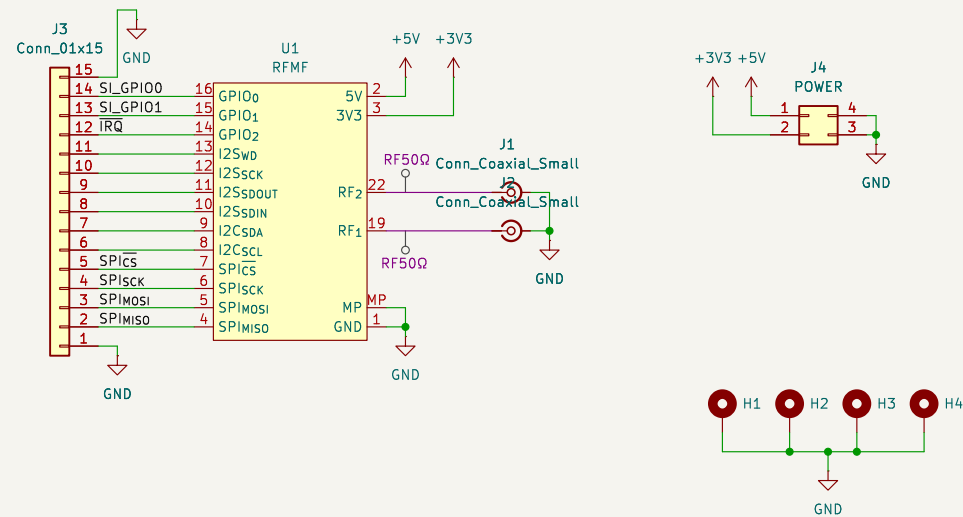 J3
Conn_01x15
GND
15
14 SI_GPIO0
13 SI_GPIO1
12 IRQ
11
10
9
8
7
6
5 SPICS
4 SPISCK
3 SPIMOSI
2 SPIMISO
1
GND
U1
RFMF
16 GPIO0
15 GPIO1
14 GPIO2
13 I2SWD
12 I2SSCK
11 I2SSDOUT
10 I2SSDIN
9 I2CSDA
8 I2CSCL
7 SPICS
6 SPISCK
5 SPIMOSI
4 SPIMISO
5V 2
3V3 3
RF2 22
RF1 19
MP MP
GND 1
+5V +3V3
RF50Ω
RF50Ω
GND
J1
Conn_Coaxial_Small
J2
Conn_Coaxial_Small
GND
+3V3 +5V
J4
POWER
1 4
2 3
GND
H1 H2 H3 H4
GND